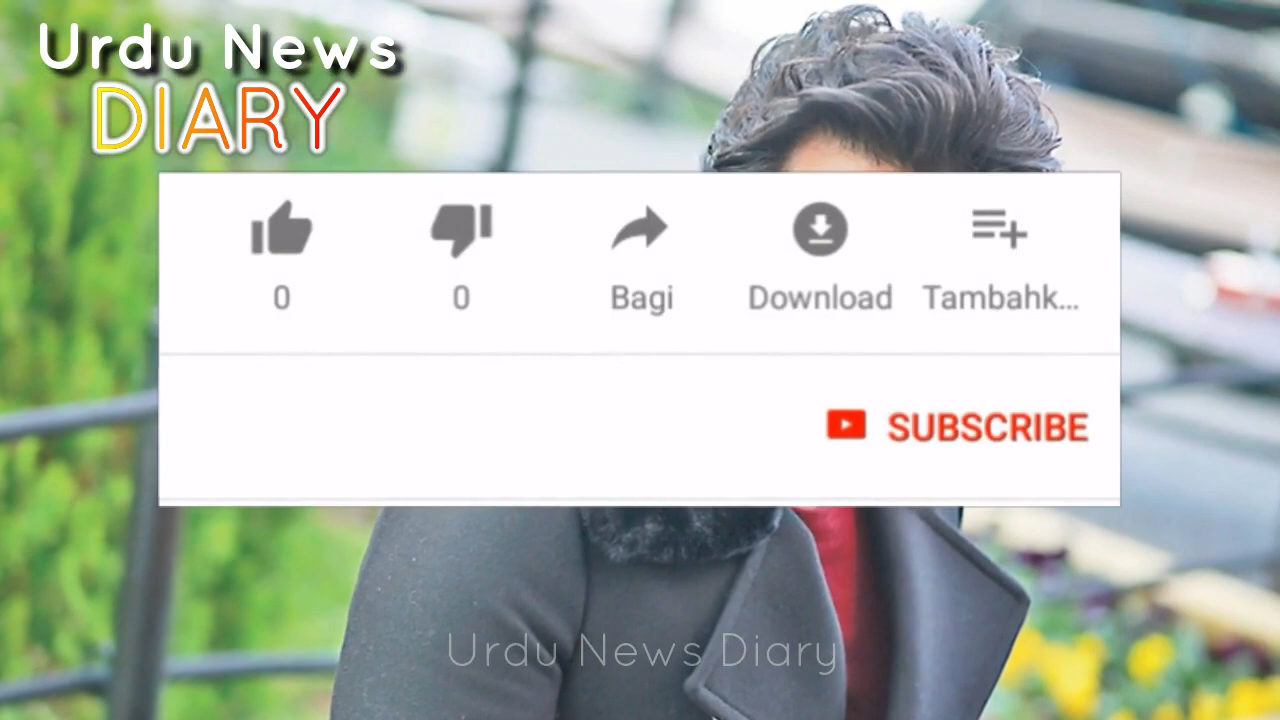 Urdu News
DIARY
0 0 Bagi Download Tambahk...
SUBSCRIBE
Urdu News Diary